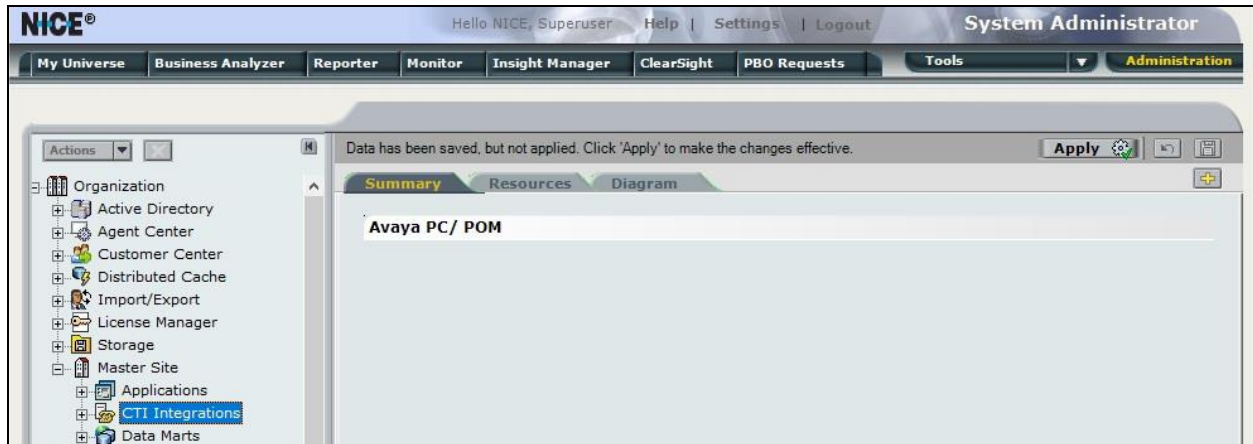 NICE®
Hello NICE, Superuser Help | Settings | Logout
System Administrator
My Universe Business Analyzer Reporter Monitor Insight Manager ClearSight PBO Requests Tools Administration
Actions
Data has been saved, but not applied. Click 'Apply' to make the changes effective.
Apply
Organization
Active Directory
Agent Center
Customer Center
Distributed Cache
Import/Export
License Manager
Storage
Master Site
Applications
CTI Integrations
Data Marts
Summary Resources Diagram
Avaya PC/ POM